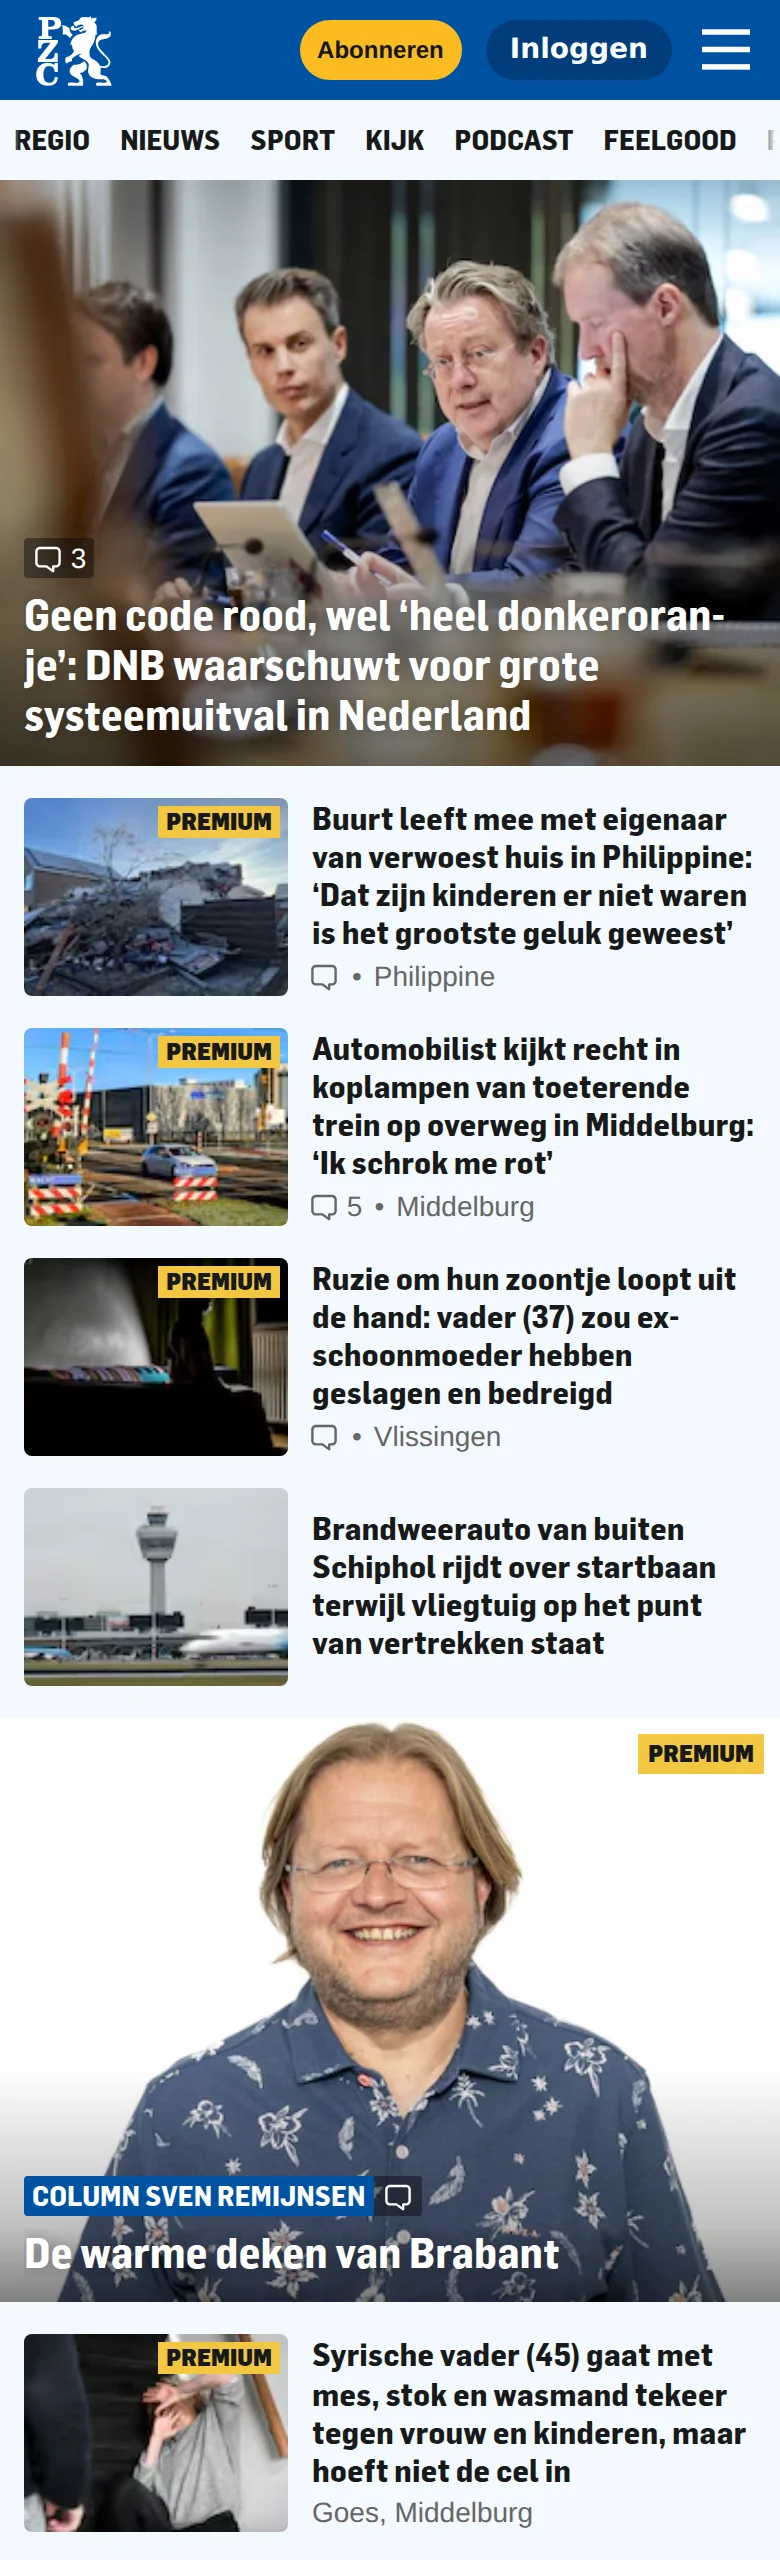 PZC
Abonneren
Inloggen
REGIO NIEUWS SPORT KIJK PODCAST FEELGOOD
3
Geen code rood, wel ‘heel donkeroran-
je’: DNB waarschuwt voor grote
systeemuitval in Nederland
PREMIUM
Buurt leeft mee met eigenaar
van verwoest huis in Philippine:
‘Dat zijn kinderen er niet waren
is het grootste geluk geweest’
• Philippine
PREMIUM
Automobilist kijkt recht in
koplampen van toeterende
trein op overweg in Middelburg:
‘Ik schrok me rot’
5 • Middelburg
PREMIUM
Ruzie om hun zoontje loopt uit
de hand: vader (37) zou ex-
schoonmoeder hebben
geslagen en bedreigd
• Vlissingen
Brandweerauto van buiten
Schiphol rijdt over startbaan
terwijl vliegtuig op het punt
van vertrekken staat
PREMIUM
COLUMN SVEN REMIJNSEN
De warme deken van Brabant
PREMIUM
Syrische vader (45) gaat met
mes, stok en wasmand tekeer
tegen vrouw en kinderen, maar
hoeft niet de cel in
Goes, Middelburg